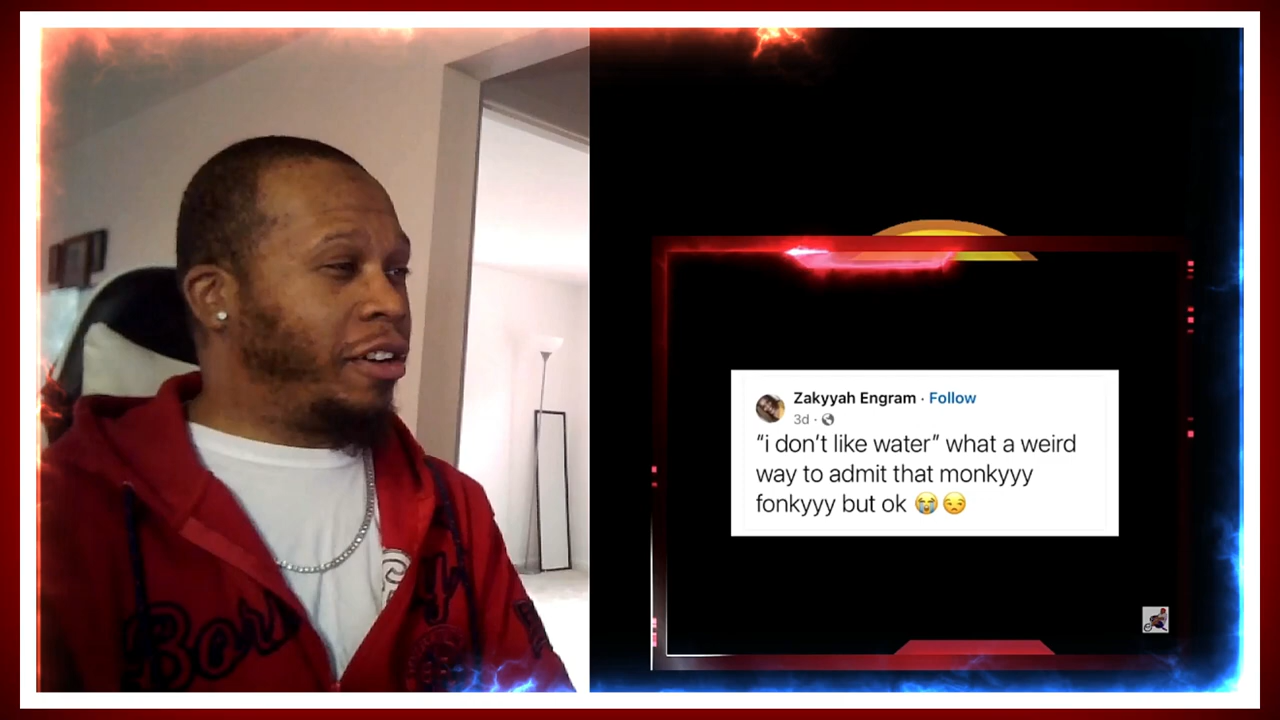 Zakyyah Engram · Follow
3d ·
“i don’t like water” what a weird
way to admit that monkyyy
fonkyyy but ok 😭😒